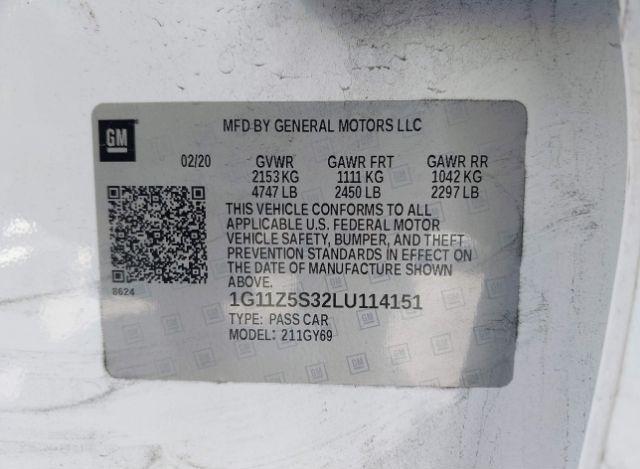 GM
MFD BY GENERAL MOTORS LLC
02/20 GVWR GAWR FRT GAWR RR
2153 KG 1111 KG 1042 KG
4747 LB 2450 LB 2297 LB
THIS VEHICLE CONFORMS TO ALL
APPLICABLE U.S. FEDERAL MOTOR
VEHICLE SAFETY, BUMPER, AND THEFT
PREVENTION STANDARDS IN EFFECT ON
THE DATE OF MANUFACTURE SHOWN
ABOVE.
8624
1G11Z5S32LU114151
TYPE: PASS CAR
MODEL: 211GY69